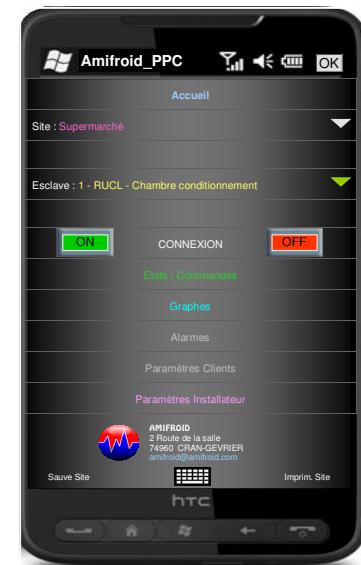 Amifroid_PPC OK
Accueil
Site : Supermarché
Esclave : 1 - RUCL - Chambre conditionnement
ON CONNEXION OFF
Etats / Commandes
Graphes
Alarmes
Paramètres Clients
Paramètres Installateur
AMIFROID
2 Route de la salle
74960 CRAN-GEVRIER
amifroid@amifroid.com
Sauve Site Imprim. Site
hTC